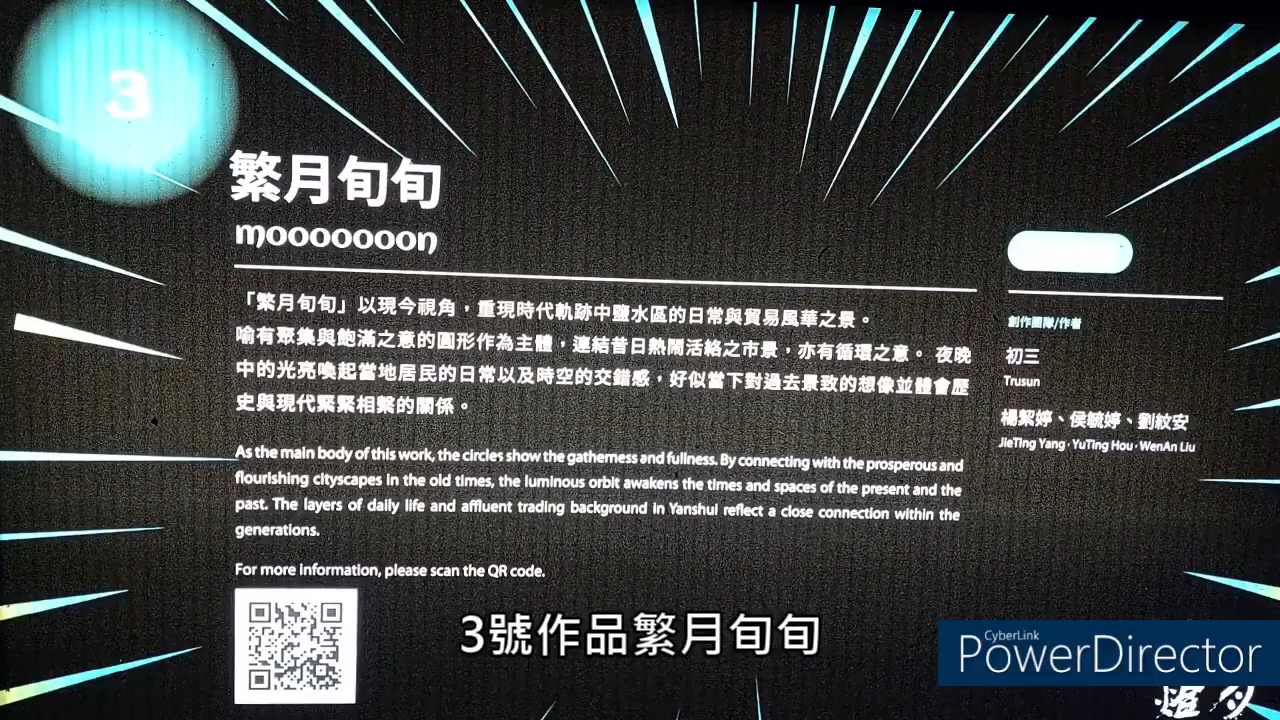 3
繁月旬旬
moooooooon
「繁月旬旬」以現今視角，重現時代軌跡中鹽水區的日常與貿易風華之景。
喻有聚集與飽滿之意的圓形作為主體，連結昔日熱鬧活絡之市景，亦有循環之意。 夜晚
中的光亮喚起當地居民的日常以及時空的交錯感，好似當下對過去景致的想像並體會歷
史與現代緊緊相繫的關係。
As the main body of this work, the circles show the gatherness and fullness. By connecting with the prosperous and
flourishing cityscapes in the old times, the luminous orbit awakens the times and spaces of the present and the
past. The layers of daily life and affluent trading background in Yanshui reflect a close connection within the
generations.
For more information, please scan the QR code.
創作團隊/作者
初三
Trusun
楊絮婷、侯毓婷、劉紋安
JieTing Yang · YuTing Hou · WenAn Liu
3號作品繁月旬旬
CyberLink
PowerDirector